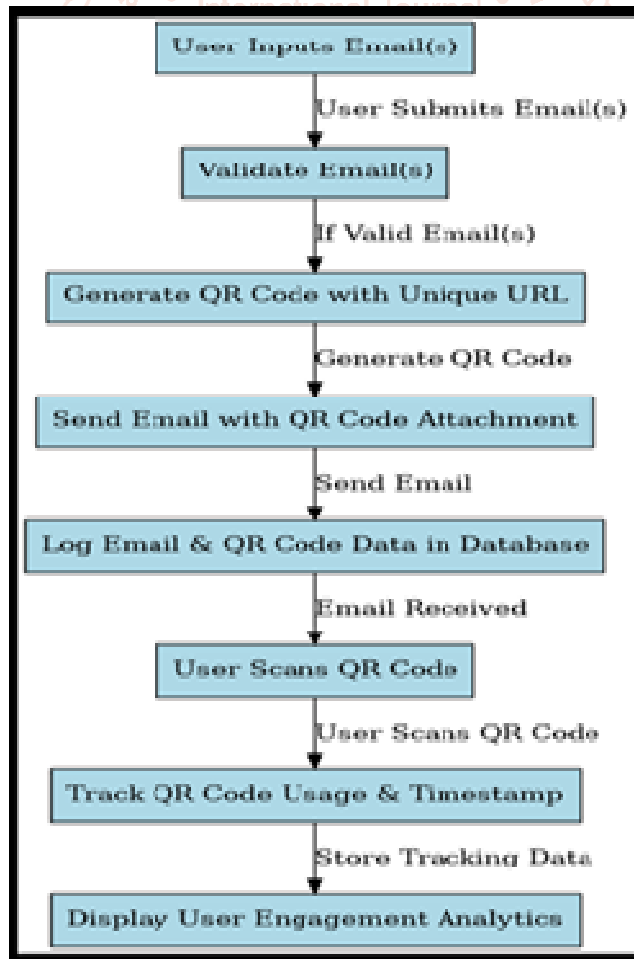 International Journal
User Inputs Email(s)
User Submits Email(s)
Validate Email(s)
If Valid Email(s)
Generate QR Code with Unique URL
Generate QR Code
Send Email with QR Code Attachment
Send Email
Log Email & QR Code Data in Database
Email Received
User Scans QR Code
User Scans QR Code
Track QR Code Usage & Timestamp
Store Tracking Data
Display User Engagement Analytics